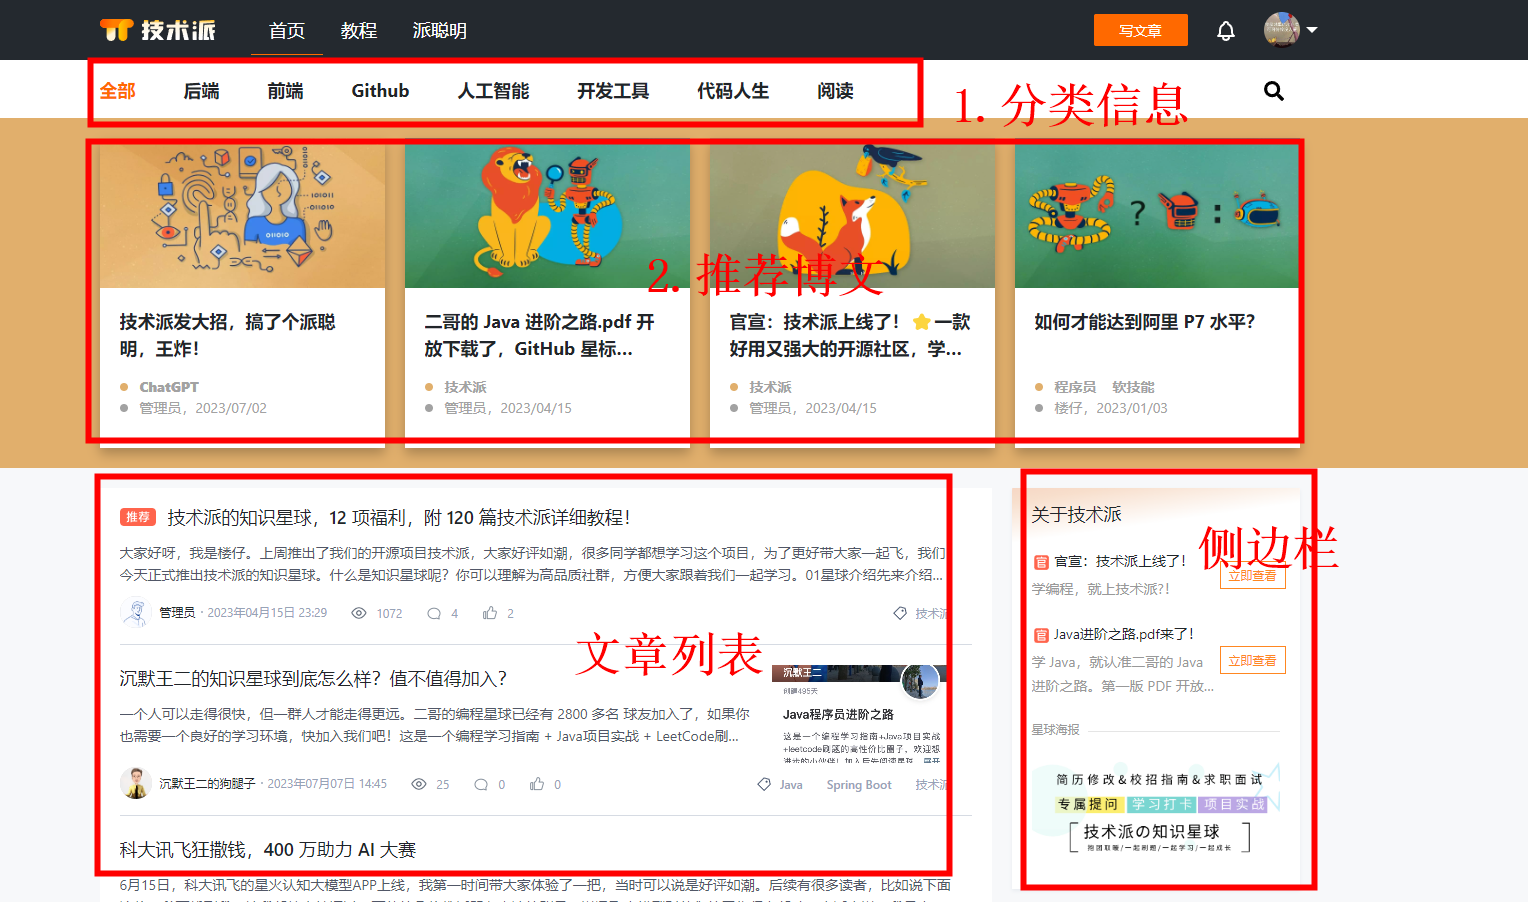 技术派 首页 教程 派聪明 写文章
全部 后端 前端 Github 人工智能 开发工具 代码人生 阅读
1. 分类信息
2. 推荐博文
技术派发大招，搞了个派聪
明，王炸！
ChatGPT
管理员，2023/07/02
二哥的 Java 进阶之路.pdf 开
放下载了，GitHub 星标...
技术派
管理员，2023/04/15
官宣：技术派上线了！⭐一款
好用又强大的开源社区，学...
技术派
管理员，2023/04/15
? :
如何才能达到阿里 P7 水平？
程序员 软技能
楼仔，2023/01/03
推荐 技术派的知识星球，12 项福利，附 120 篇技术派详细教程！
大家好呀，我是楼仔。上周推出了我们的开源项目技术派，大家好评如潮，很多同学都想学习这个项目，为了更好带大家一起飞，我们
今天正式推出技术派的知识星球。什么是知识星球呢？你可以理解为高品质社群，方便大家跟着我们一起学习。01星球介绍先来介绍...
管理员 · 2023年04月15日 23:29 1072 4 2 技术派
文章列表
沉默王二的知识星球到底怎么样？值不值得加入？
一个人可以走得很快，但一群人才能走得更远。二哥的编程星球已经有 2800 多名 球友加入了，如果你
也需要一个良好的学习环境，快加入我们吧！这是一个编程学习指南 + Java项目实战 + LeetCode刷...
沉默王二
创建495天
Java程序员进阶之路
这是一个编程学习指南+Java项目实战
+leetcode刷题的高性价比圈子，欢迎想
沉默王二的狗腿子 · 2023年07月07日 14:45 25 0 0 Java Spring Boot 技术派
科大讯飞狂撒钱，400 万助力 AI 大赛
6月15日，科大讯飞的星火认知大模型APP上线，我第一时间带大家体验了一把，当时可以说是好评如潮。后续有很多读者，比如说下面
侧边栏
关于技术派
官 官宣：技术派上线了！
学编程，就上技术派?!
立即查看
官 Java进阶之路.pdf来了！
学 Java，就认准二哥的 Java
进阶之路。第一版 PDF 开放...
立即查看
星球海报
简历修改&校招指南&求职面试
专属提问 学习打卡 项目实战
技术派の知识星球
抱团取暖/一起刷题/一起学习/一起成长